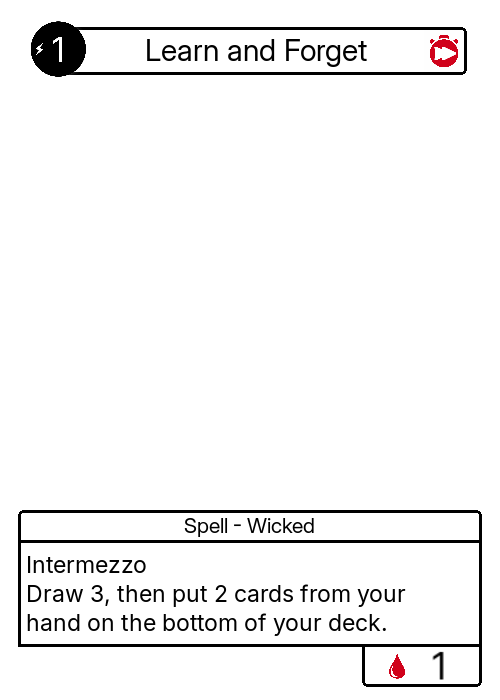 1
Learn and Forget
Spell - Wicked
Intermezzo
Draw 3, then put 2 cards from your
hand on the bottom of your deck.
1